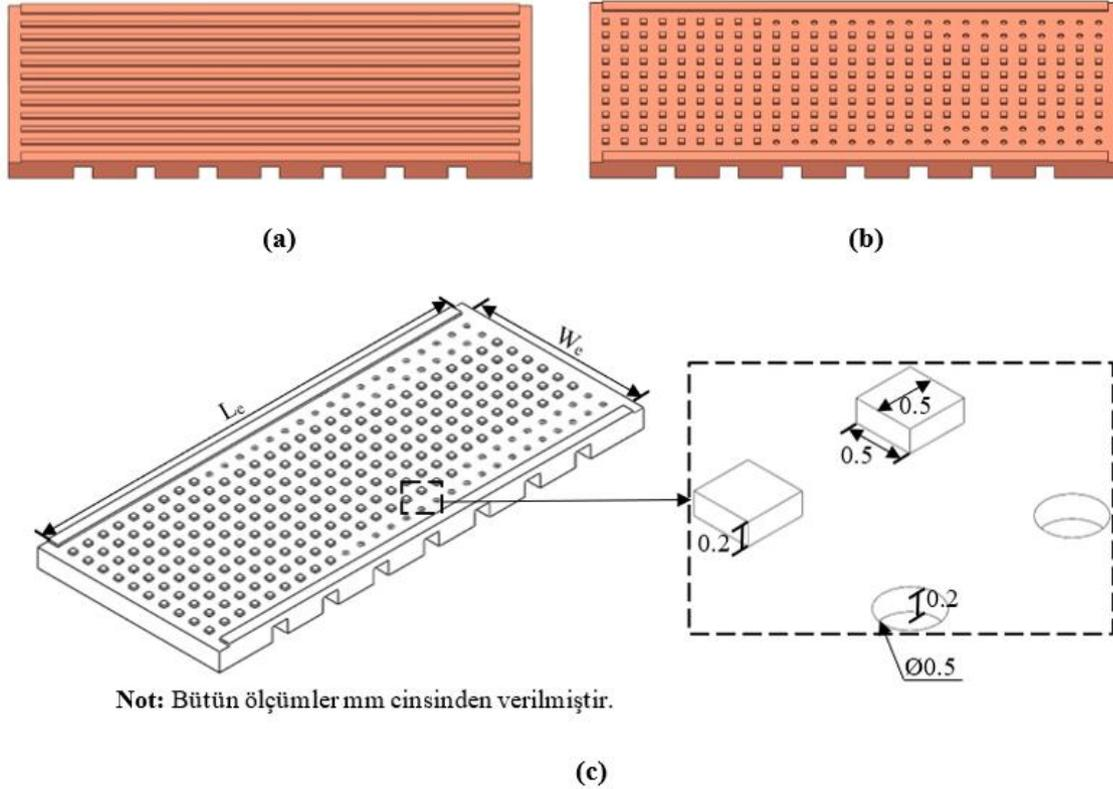 (a)
(b)
Lₑ
Wₑ
0.5
0.5
0.2
0.2
Ø0.5
Not: Bütün ölçümler mm cinsinden verilmiştir.
(c)